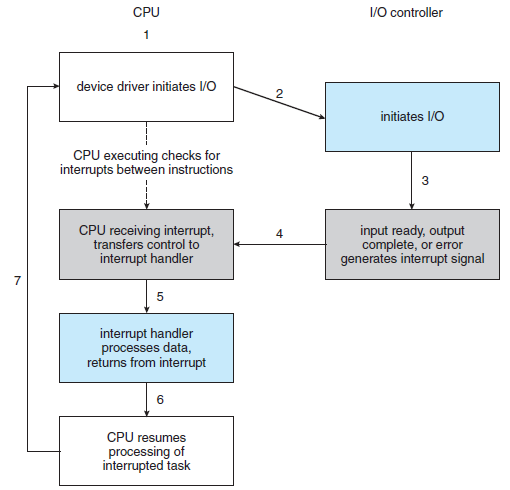 CPU
I/O controller
1
device driver initiates I/O
2
initiates I/O
CPU executing checks for
interrupts between instructions
3
CPU receiving interrupt,
transfers control to
interrupt handler
4
input ready, output
complete, or error
generates interrupt signal
7
5
interrupt handler
processes data,
returns from interrupt
6
CPU resumes
processing of
interrupted task